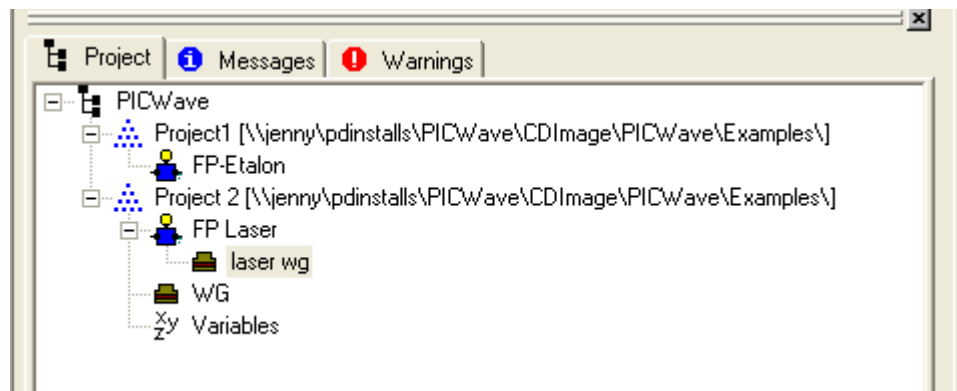 Project Messages Warnings
PICWave
Project1 [\\jenny\pdinstalls\PICWave\CDImage\PICWave\Examples\]
FP-Etalon
Project 2 [\\jenny\pdinstalls\PICWave\CDImage\PICWave\Examples\]
FP Laser
laser wg
WG
Variables